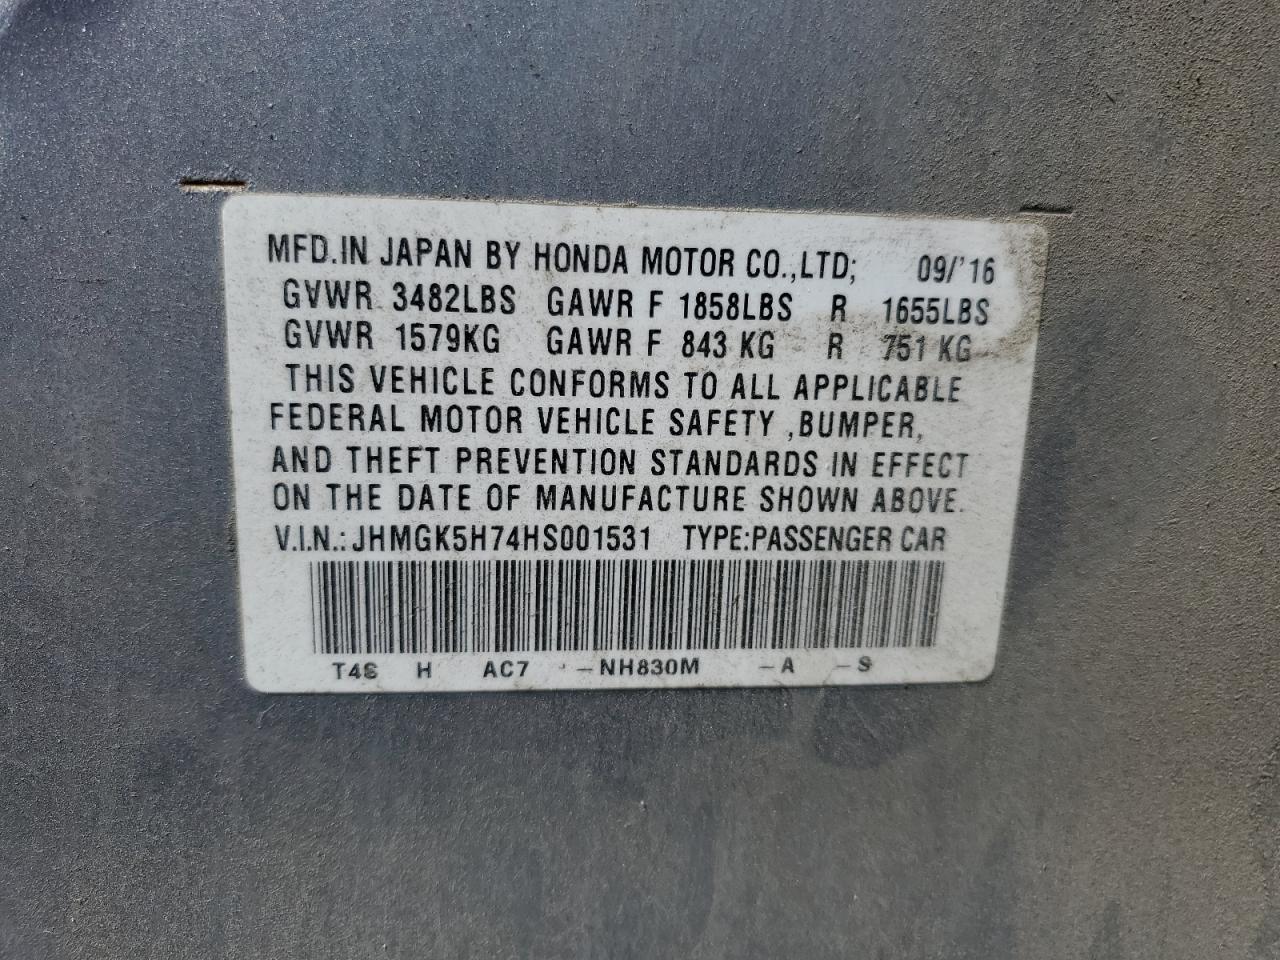 MFD.IN JAPAN BY HONDA MOTOR CO.,LTD; 09/'16
GVWR 3482LBS GAWR F 1858LBS R 1655LBS
GVWR 1579KG GAWR F 843 KG R 751 KG
THIS VEHICLE CONFORMS TO ALL APPLICABLE
FEDERAL MOTOR VEHICLE SAFETY ,BUMPER,
AND THEFT PREVENTION STANDARDS IN EFFECT
ON THE DATE OF MANUFACTURE SHOWN ABOVE.
V.I.N.: JHMGK5H74HS001531 TYPE:PASSENGER CAR
H AC7 -NH830M -A -S